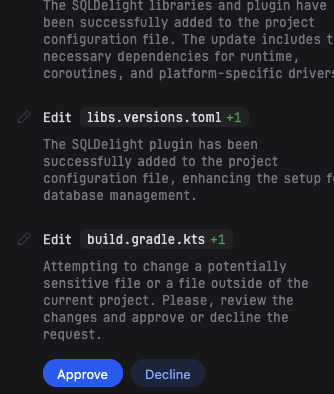 The SQLDelight libraries and plugin have
been successfully added to the project
configuration file. The update includes
necessary dependencies for runtime,
coroutines, and platform-specific drivers
Edit libs.versions.toml +1
The SQLDelight plugin has been
successfully added to the project
configuration file, enhancing the setup
database management.
Edit build.gradle.kts +1
Attempting to change a potentially
sensitive file or a file outside of the
current project. Please, review the
changes and approve or decline the
request.
Approve Decline